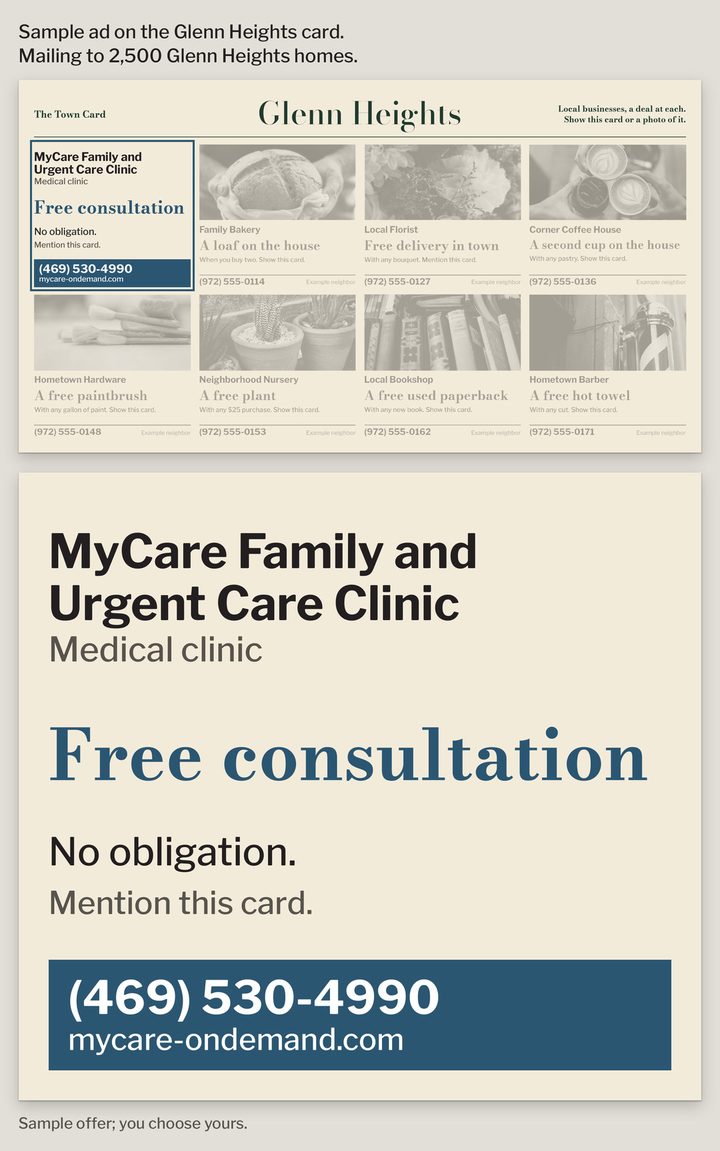 Sample ad on the Glenn Heights card.
Mailing to 2,500 Glenn Heights homes.
The Town Card
Glenn Heights
Local businesses, a deal at each.
Show this card or a photo of it.
MyCare Family and
Urgent Care Clinic
Medical clinic
Free consultation
No obligation.
Mention this card.
(469) 530-4990
mycare-ondemand.com
Family Bakery
A loaf on the house
When you buy two. Show this card.
(972) 555-0114
Example neighbor
Local Florist
Free delivery in town
With any bouquet. Mention this card.
(972) 555-0127
Example neighbor
Corner Coffee House
A second cup on the house
With any pastry. Show this card.
(972) 555-0136
Example neighbor
Hometown Hardware
A free paintbrush
With any gallon of paint. Show this card.
(972) 555-0148
Example neighbor
Neighborhood Nursery
A free plant
With any $25 purchase. Show this card.
(972) 555-0153
Example neighbor
Local Bookshop
A free used paperback
With any new book. Show this card.
(972) 555-0162
Example neighbor
Hometown Barber
A free hot towel
With any cut. Show this card.
(972) 555-0171
Example neighbor
MyCare Family and
Urgent Care Clinic
Medical clinic
Free consultation
No obligation.
Mention this card.
(469) 530-4990
mycare-ondemand.com
Sample offer; you choose yours.